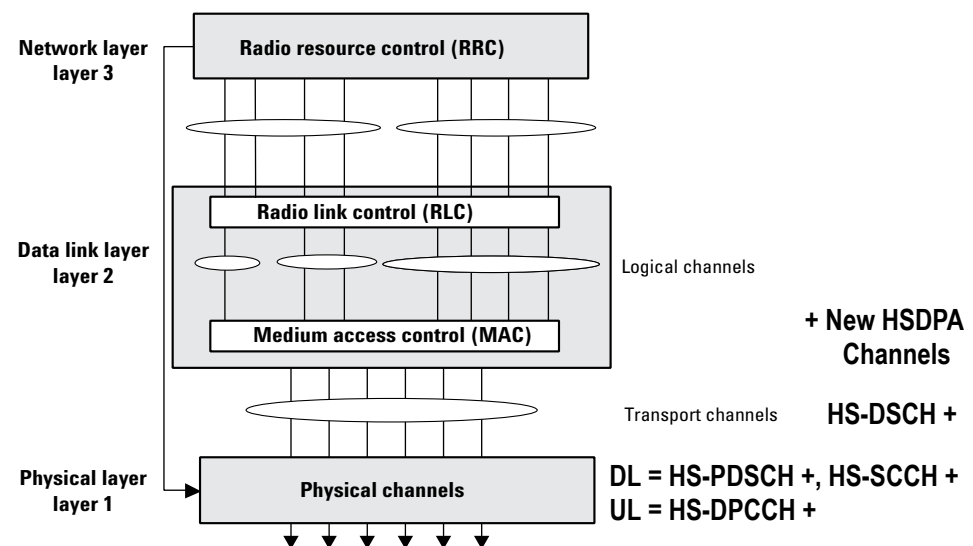 Network layer
layer 3
Radio resource control (RRC)
Radio link control (RLC)
Data link layer
layer 2
Logical channels
Medium access control (MAC)
+ New HSDPA
Channels
Transport channels
HS-DSCH +
Physical layer
layer 1
Physical channels
DL = HS-PDSCH +, HS-SCCH +
UL = HS-DPCCH +